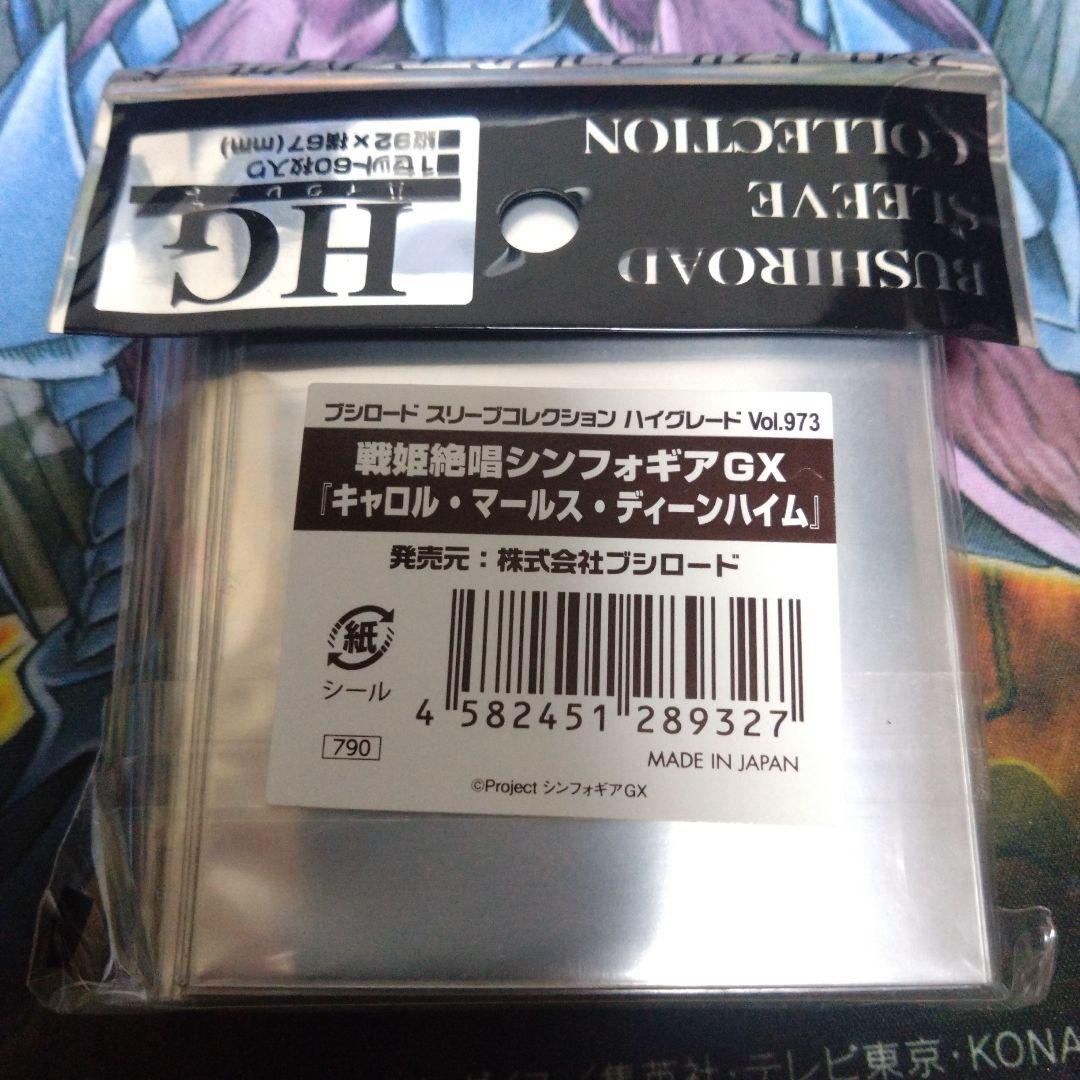 BUSHIROAD
SLEEVE
COLLECTION
HG
ハイグレード
■1セット60枚入り
■縦92×横67(mm)
ブシロード スリーブコレクション ハイグレード Vol.973
戦姫絶唱シンフォギアGX
『キャロル・マールス・ディーンハイム』
発売元：株式会社ブシロード
紙
シール
4 582451 289327
790
MADE IN JAPAN
©Project シンフォギアGX
集英社・テレビ東京・KONA